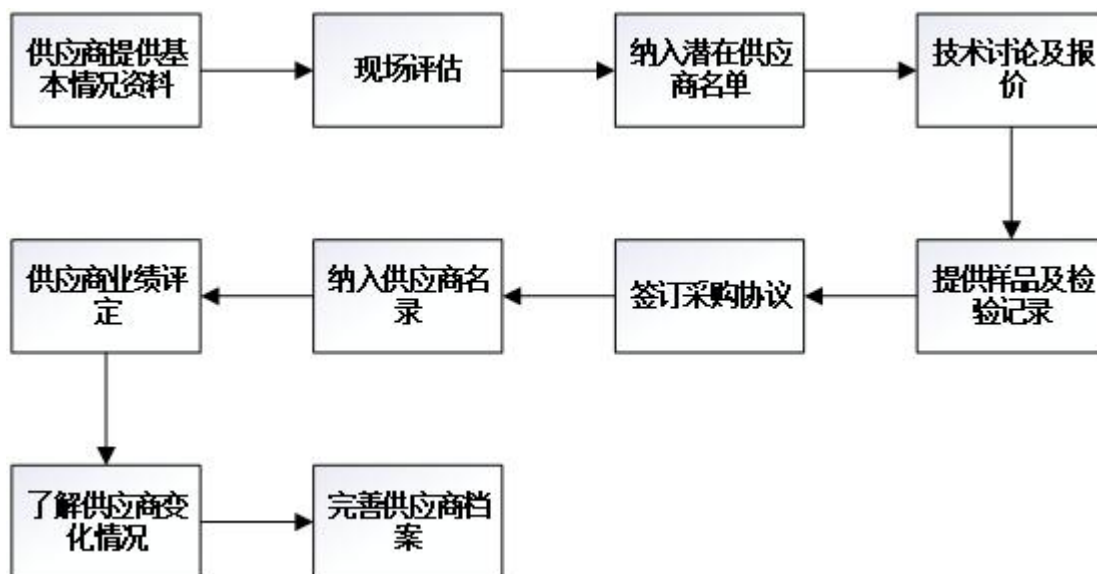 供应商提供基
本情况资料
现场评估
纳入潜在供应
商名单
技术讨论及报
价
提供样品及检
验记录
签订采购协议
纳入供应商名
录
供应商业绩评
定
了解供应商变
化情况
完善供应商档
案